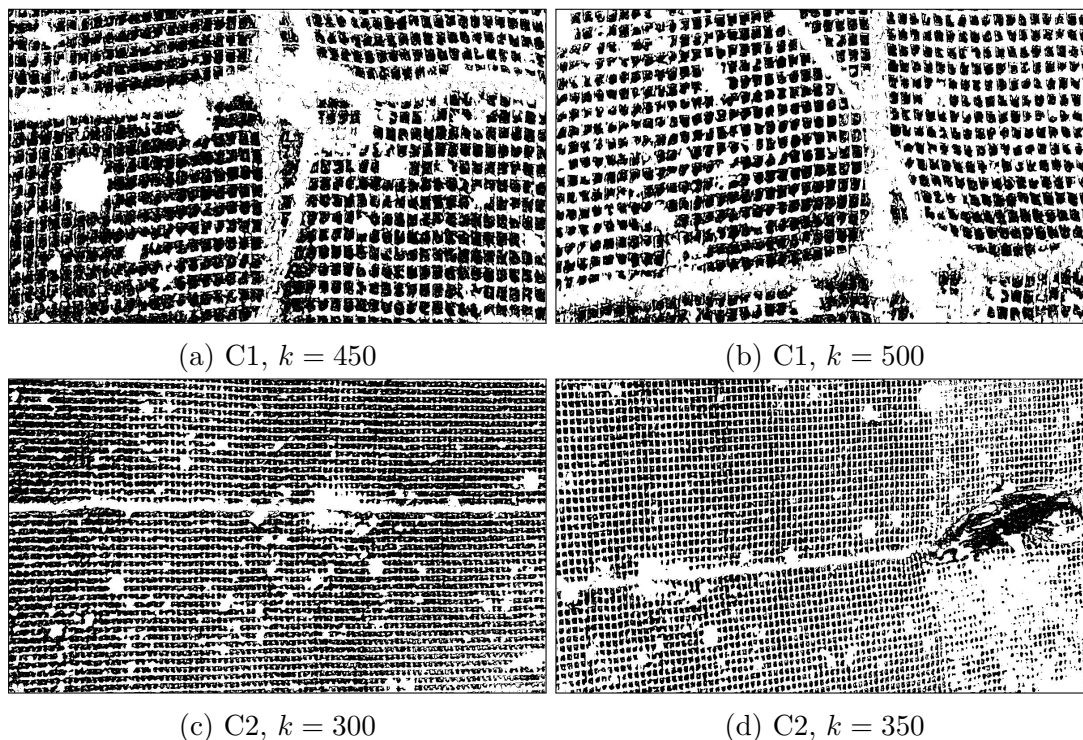 (a) C1, k = 450
(b) C1, k = 500
(c) C2, k = 300
(d) C2, k = 350